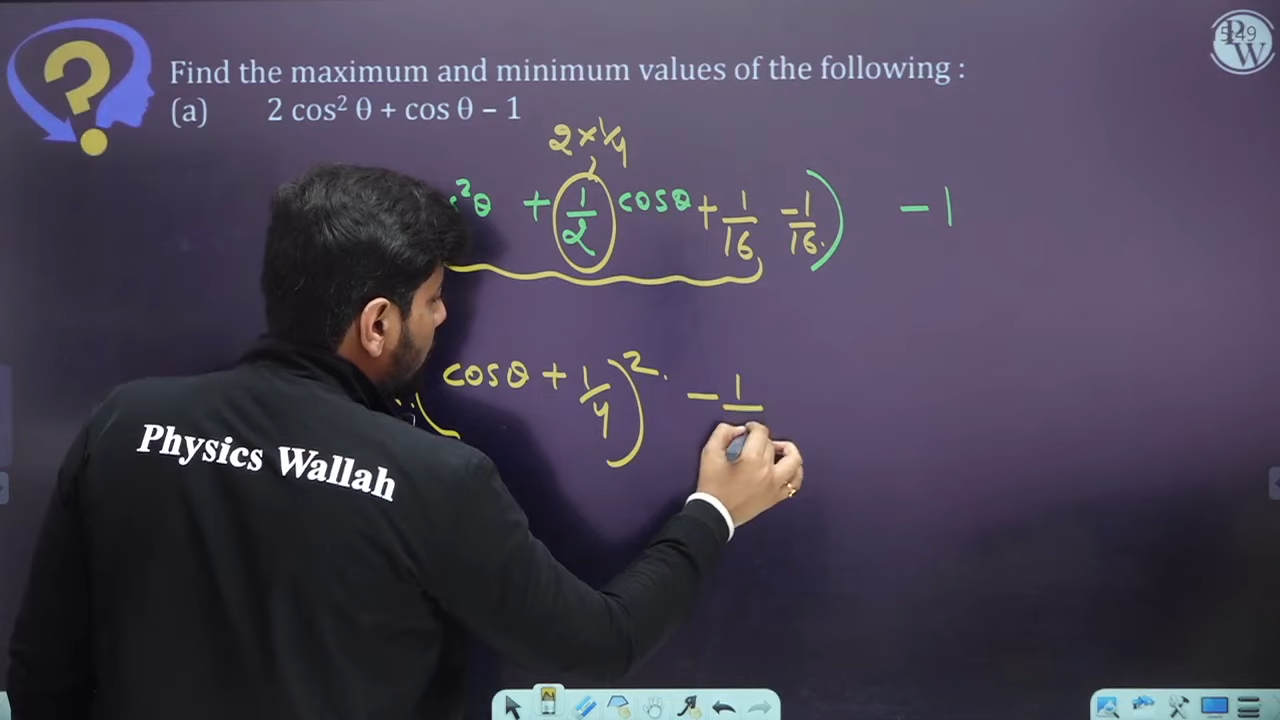 Find the maximum and minimum values of the following :
(a) 2 cos² θ + cos θ – 1
2 × 1/4
²θ + 1/2 cosθ + 1/16 - 1/16 ) - 1
cosθ + 1/4 )² - 1
Physics Wallah
PW